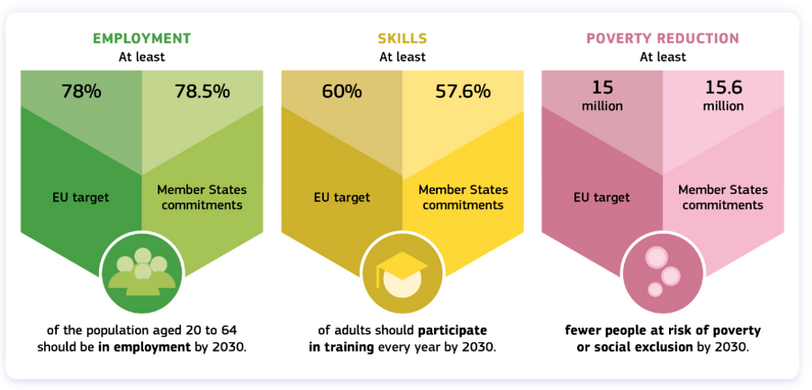 EMPLOYMENT
At least
78%
78.5%
EU target
Member States
commitments
of the population aged 20 to 64
should be in employment by 2030.
SKILLS
At least
60%
57.6%
EU target
Member States
commitments
of adults should participate
in training every year by 2030.
POVERTY REDUCTION
At least
15
million
15.6
million
EU target
Member States
commitments
fewer people at risk of poverty
or social exclusion by 2030.